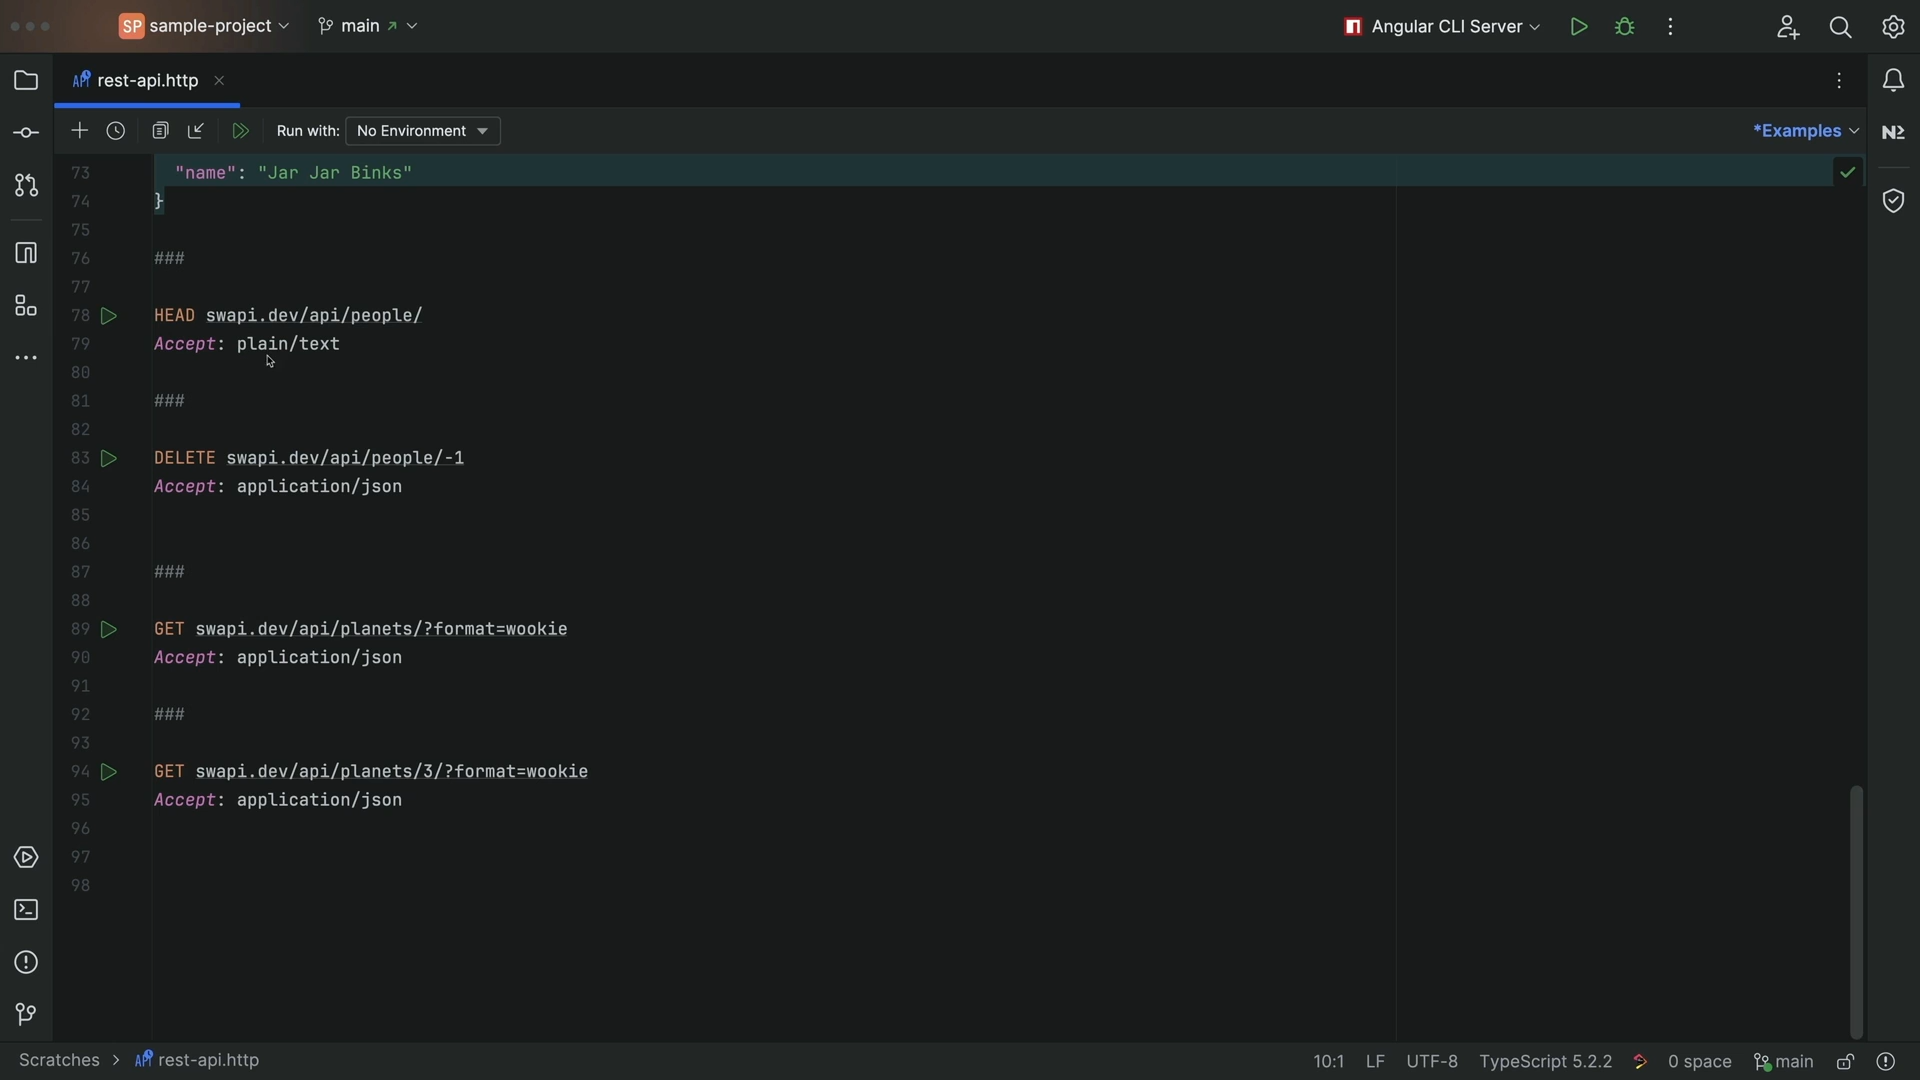 SP sample-project main Angular CLI Server
API rest-api.http
Run with: No Environment *Examples
73 "name": "Jar Jar Binks"
74 }
75
76 ###
77
78 HEAD swapi.dev/api/people/
79 Accept: plain/text
80
81 ###
82
83 DELETE swapi.dev/api/people/-1
84 Accept: application/json
85
86
87 ###
88
89 GET swapi.dev/api/planets/?format=wookie
90 Accept: application/json
91
92 ###
93
94 GET swapi.dev/api/planets/3/?format=wookie
95 Accept: application/json
96
97
98
Scratches > API rest-api.http 10:1 LF UTF-8 TypeScript 5.2.2 0 space main